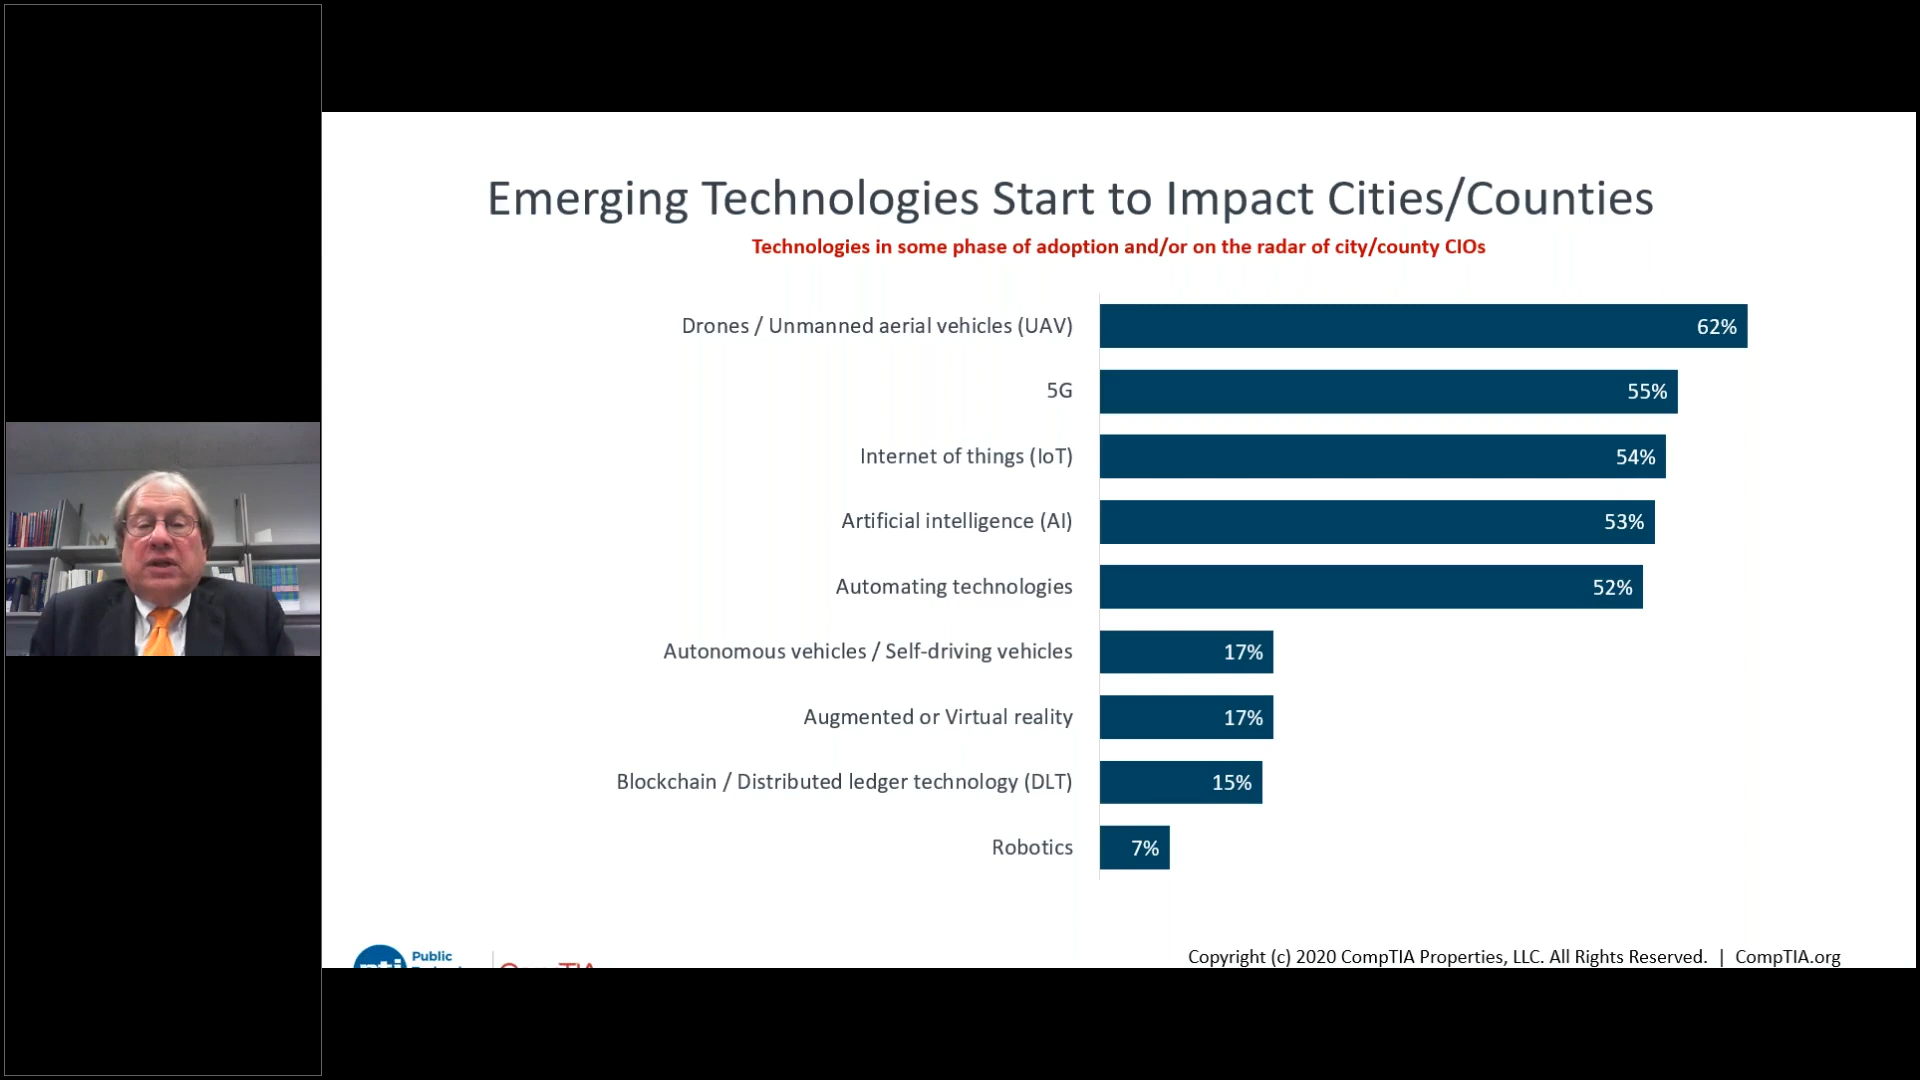 Emerging Technologies Start to Impact Cities/Counties
Technologies in some phase of adoption and/or on the radar of city/county CIOs
Drones / Unmanned aerial vehicles (UAV) 62%
5G 55%
Internet of things (IoT) 54%
Artificial intelligence (AI) 53%
Automating technologies 52%
Autonomous vehicles / Self-driving vehicles 17%
Augmented or Virtual reality 17%
Blockchain / Distributed ledger technology (DLT) 15%
Robotics 7%
Public
Copyright (c) 2020 CompTIA Properties, LLC. All Rights Reserved. | CompTIA.org